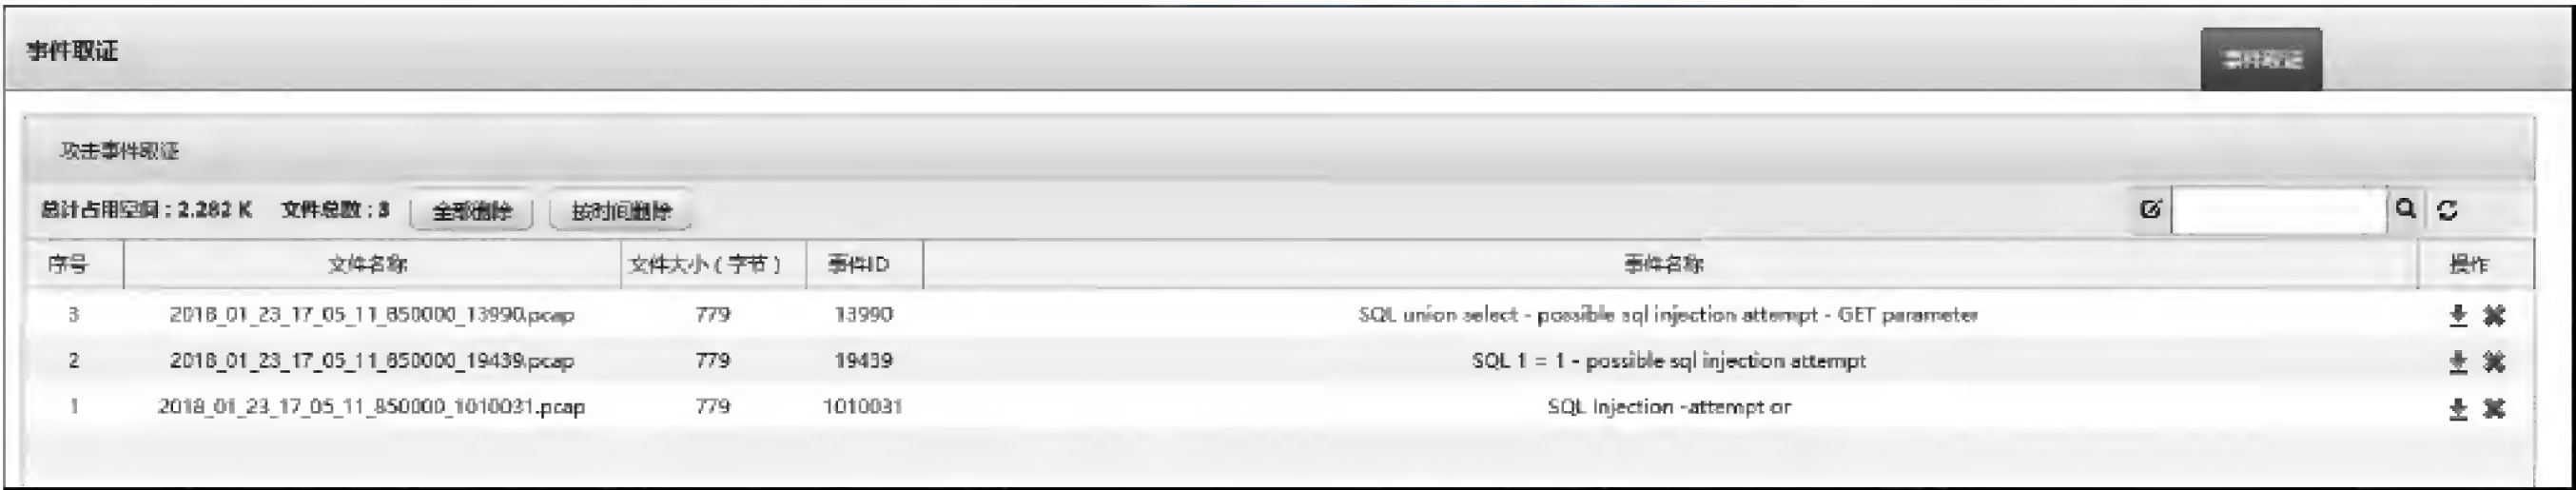 事件取证
事件取证
攻击事件取证
总计占用空间：2.282 K 文件总数：3 全部删除 按时间删除
序号 文件名称 文件大小（字节） 事件ID 事件名称 操作
3 2018_01_23_17_05_11_850000_13990.pcap 779 13990 SQL union select - possible sql injection attempt - GET parameter
2 2018_01_23_17_05_11_850000_19439.pcap 779 19439 SQL 1 = 1 - possible sql injection attempt
1 2018_01_23_17_05_11_850000_1010031.pcap 779 1010031 SQL Injection -attempt or